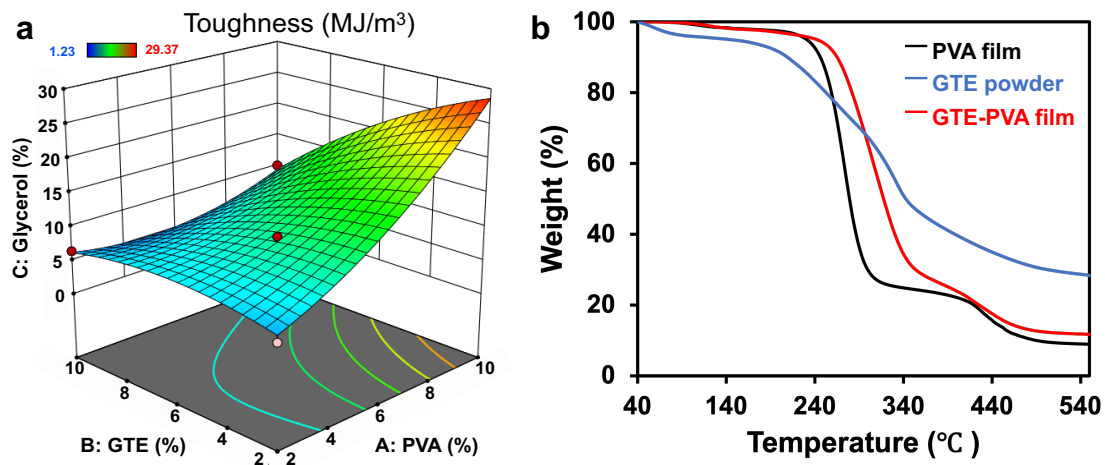 a
Toughness (MJ/m³)
1.23
29.37
C: Glycerol (%)
30
25
20
15
10
5
0
10
8
6
4
2
B: GTE (%)
2
4
6
8
10
A: PVA (%)
b
PVA film
GTE powder
GTE-PVA film
Weight (%)
100
80
60
40
20
0
40
140
240
340
440
540
Temperature (℃)